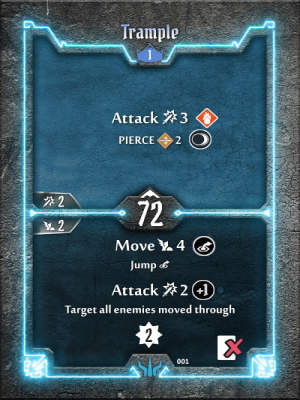 Trample
1
Attack 3
PIERCE 2
2
72
2
Move 4
Jump
Attack 2 +1
Target all enemies moved through
2
001